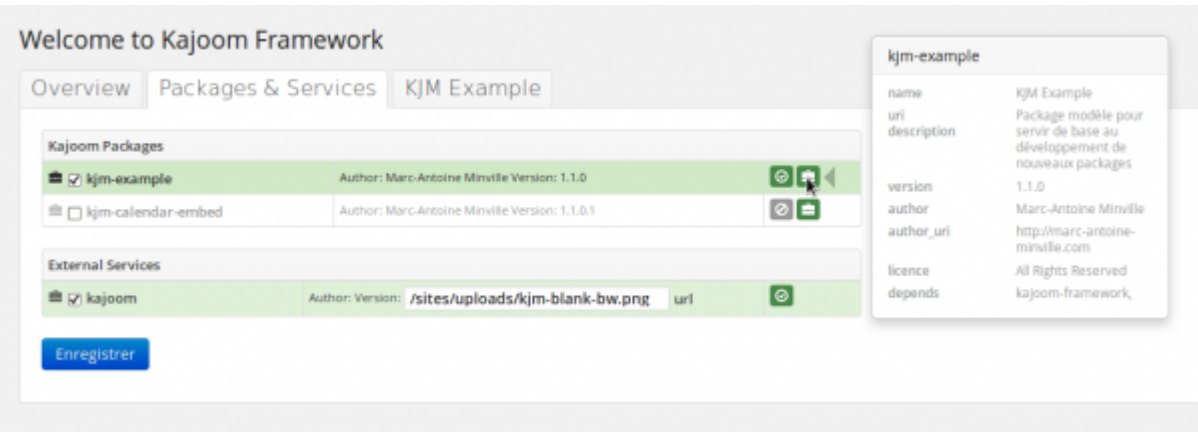 Welcome to Kajoom Framework
Overview Packages & Services KJM Example
Kajoom Packages
kjm-example Author: Marc-Antoine Minville Version: 1.1.0
kjm-calendar-embed Author: Marc-Antoine Minville Version: 1.1.0.1
External Services
kajoom Author: Version: /sites/uploads/kjm-blank-bw.png url
Enregistrer
kjm-example
name KJM Example
uri Package modèle pour
description servir de base au
développement de
nouveaux packages
version 1.1.0
author Marc-Antoine Minville
author_uri http://marc-antoine-
minville.com
licence All Rights Reserved
depends kajoom-framework,